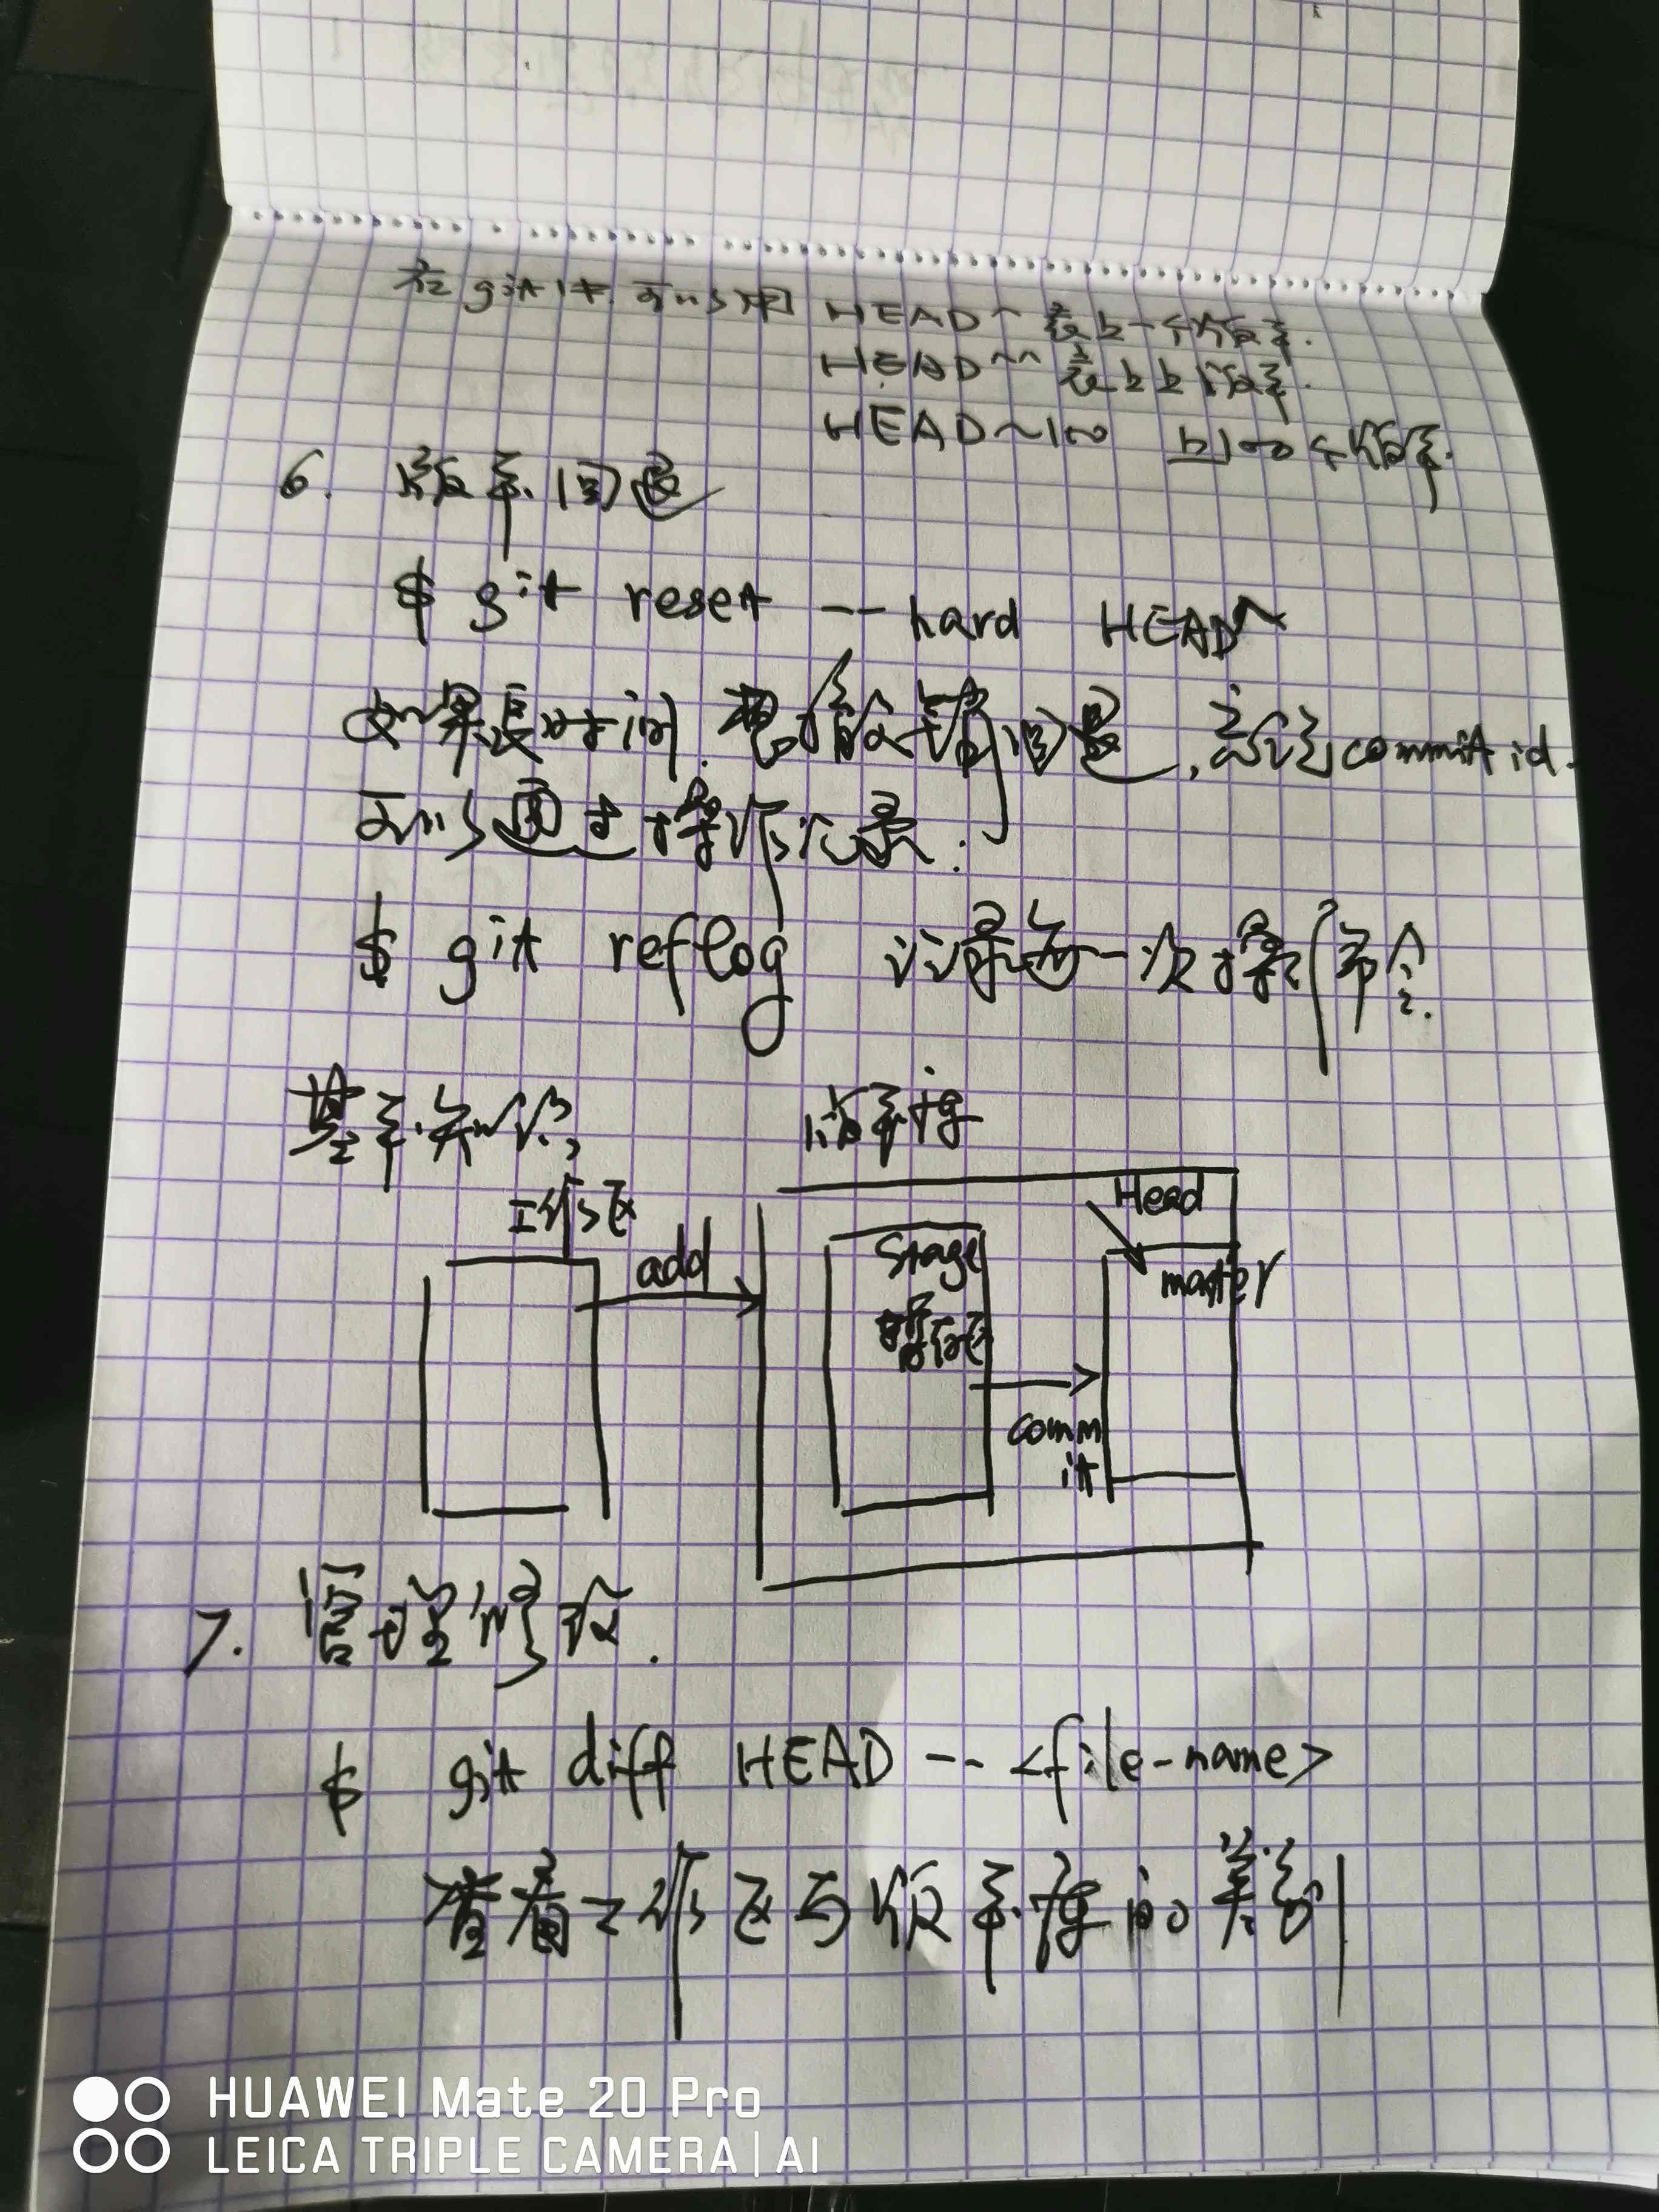 在git中可以用 HEAD^ 表上一个版本.
HEAD^^ 表上上个版本.
HEAD~100 上100个版本.
6. 版本回退
$ git reset --hard HEAD^
如果长时间. 想 回退, 忘记commit id.
可以通过 操作记录:
$ git reflog 记录每一次操作命令.
基本知识,
版本库
工作区
add
Stage
暂存区
Head
master
comm
it
7. 管理修改.
$ git diff HEAD -- <file-name>
查看工作区与版本库的差别
HUAWEI Mate 20 Pro
LEICA TRIPLE CAMERA | AI